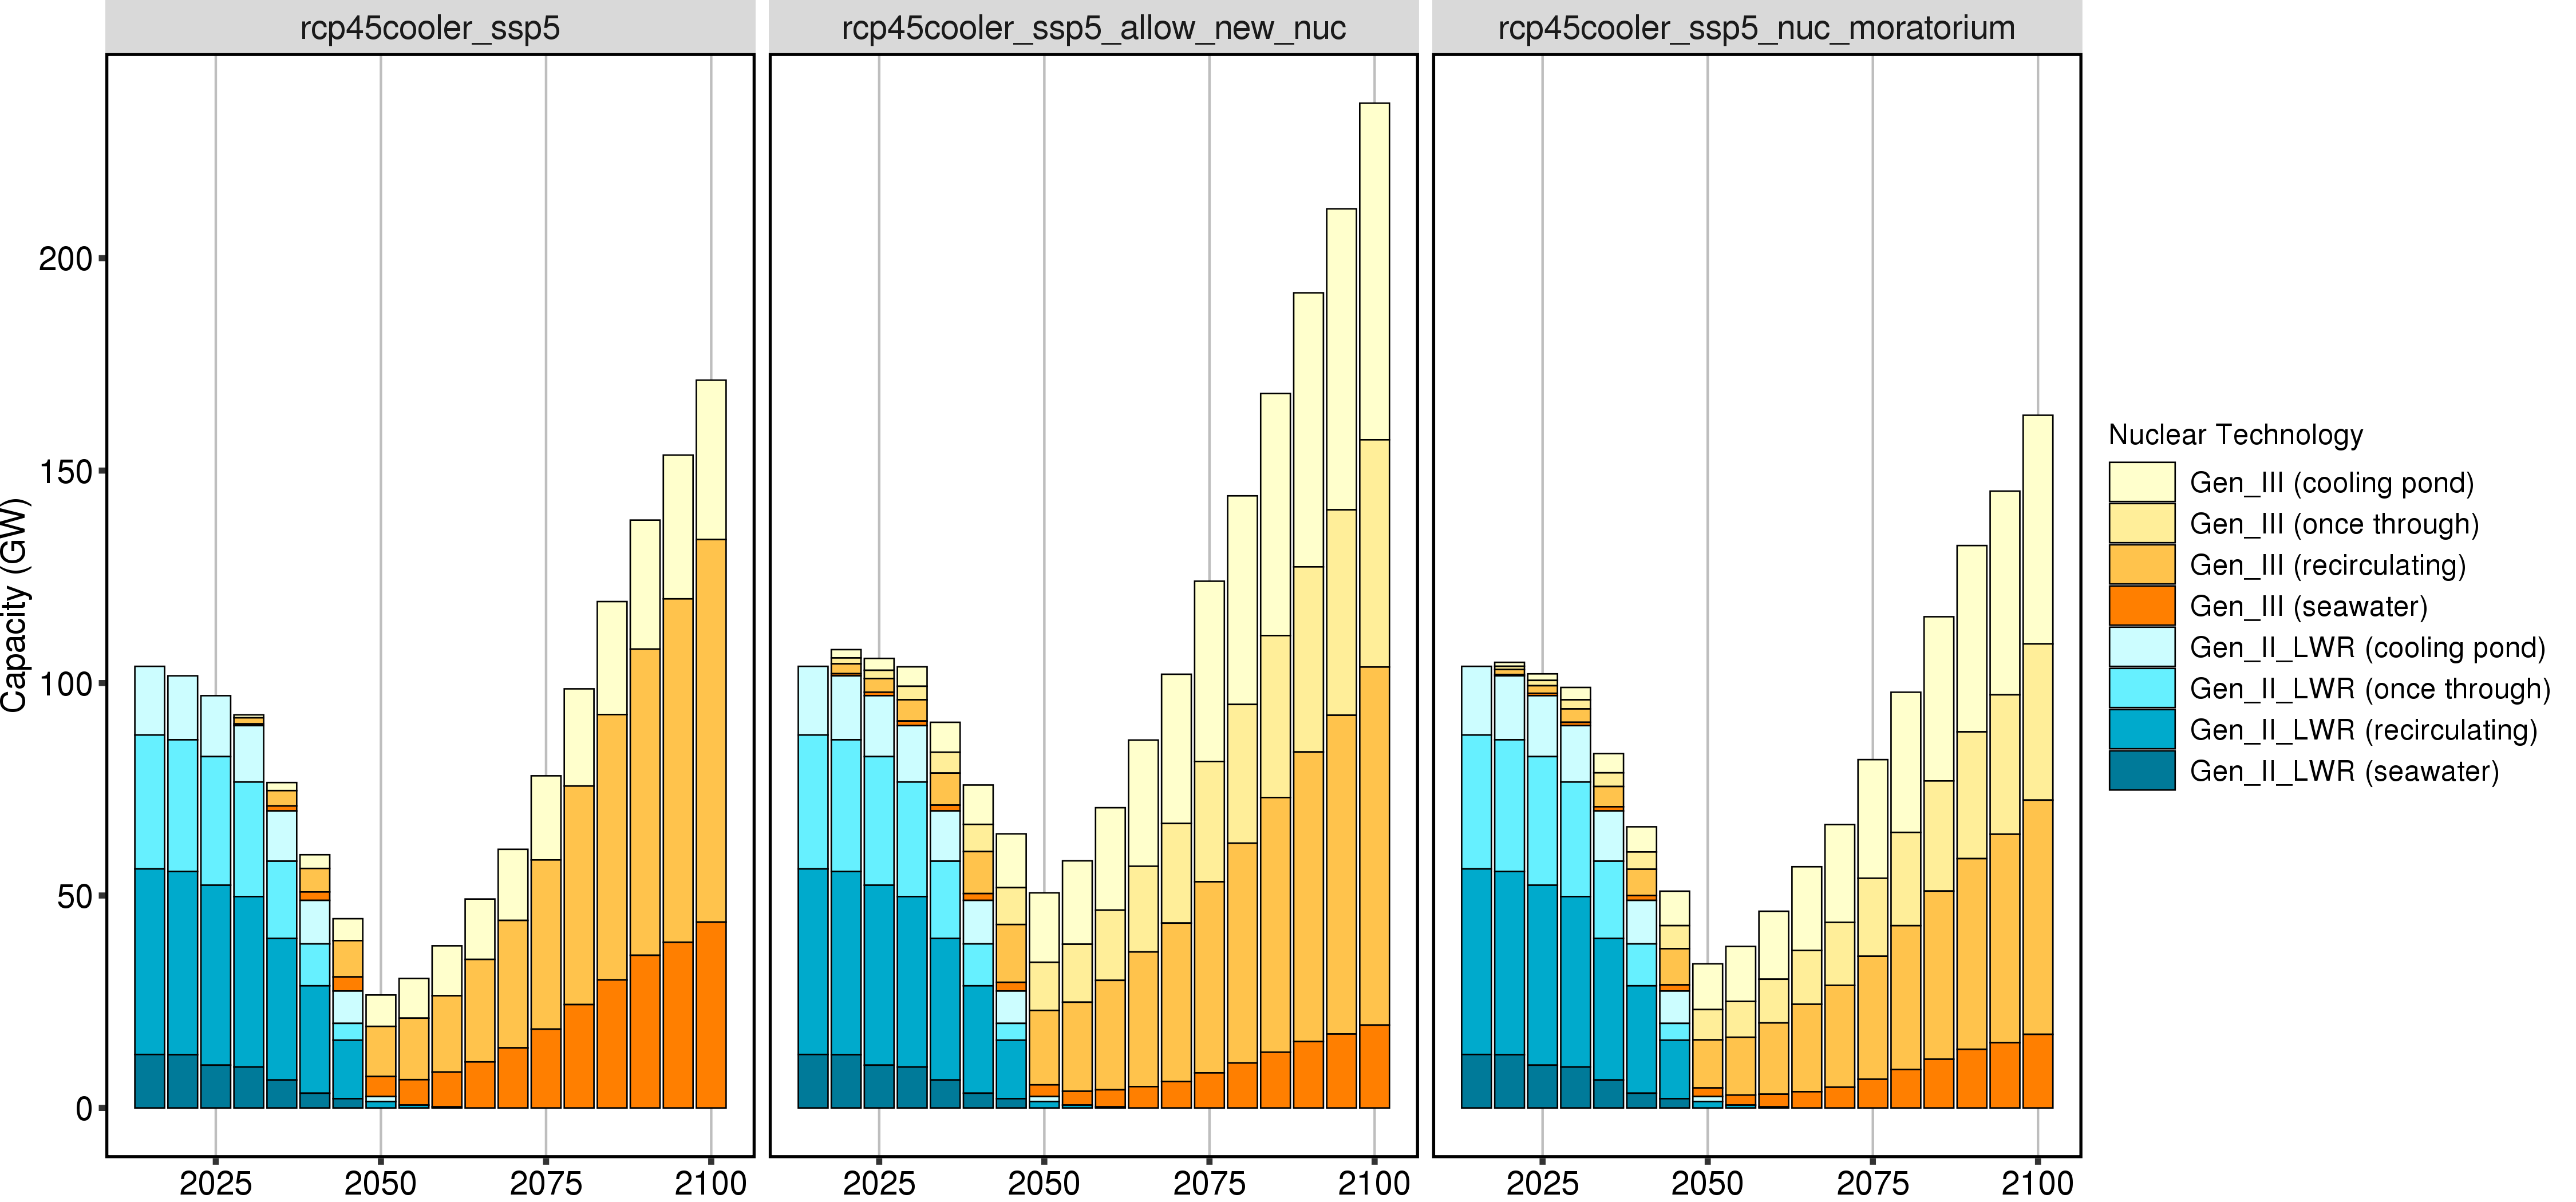 rcp45cooler_ssp5
rcp45cooler_ssp5_allow_new_nuc
rcp45cooler_ssp5_nuc_moratorium
Capacity (GW)
200
150
100
50
0
2025 2050 2075 2100
2025 2050 2075 2100
2025 2050 2075 2100
Nuclear Technology
Gen_III (cooling pond)
Gen_III (once through)
Gen_III (recirculating)
Gen_III (seawater)
Gen_II_LWR (cooling pond)
Gen_II_LWR (once through)
Gen_II_LWR (recirculating)
Gen_II_LWR (seawater)